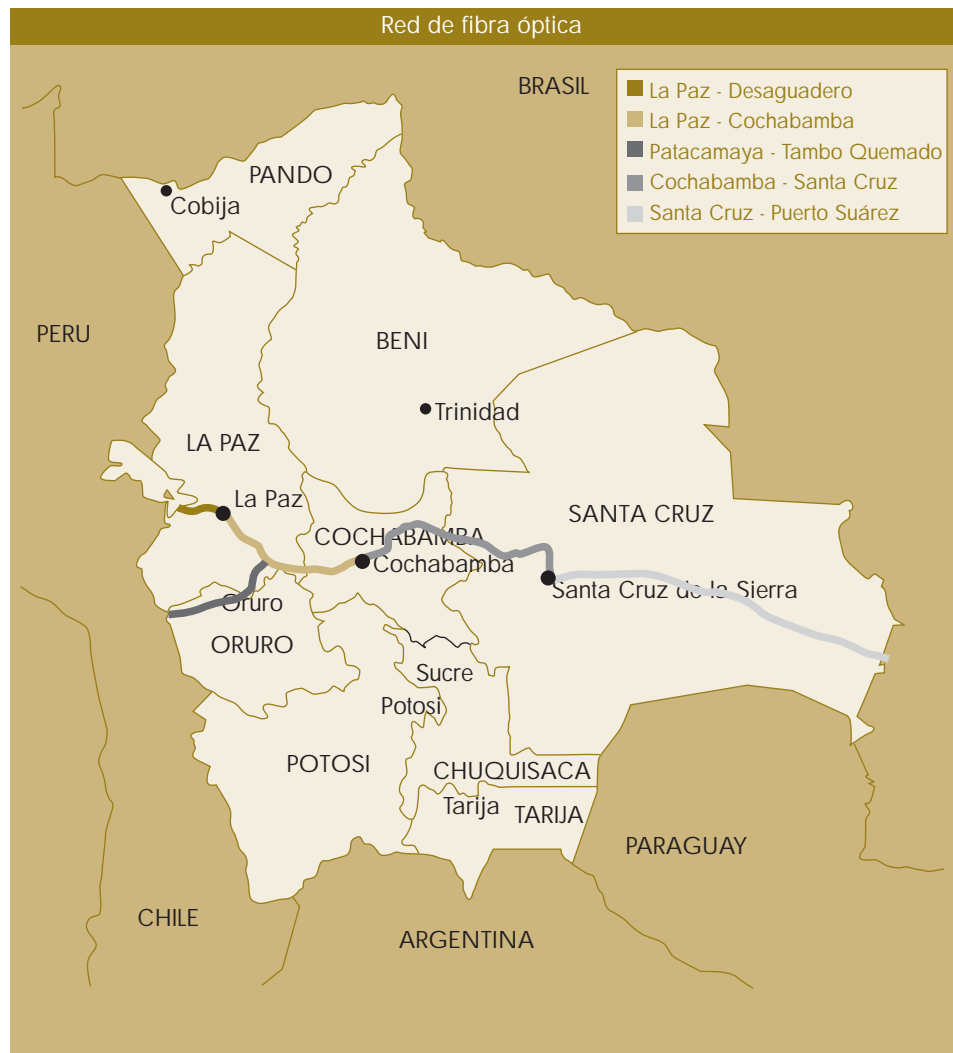 Red de fibra óptica
BRASIL
La Paz - Desaguadero
La Paz - Cochabamba
Patacamaya - Tambo Quemado
Cochabamba - Santa Cruz
Santa Cruz - Puerto Suárez
PANDO
Cobija
PERU
BENI
Trinidad
LA PAZ
La Paz
SANTA CRUZ
COCHABAMBA
Cochabamba
Santa Cruz de la Sierra
Oruro
ORURO
Sucre
Potosi
POTOSI
CHUQUISACA
Tarija
TARIJA
PARAGUAY
CHILE
ARGENTINA